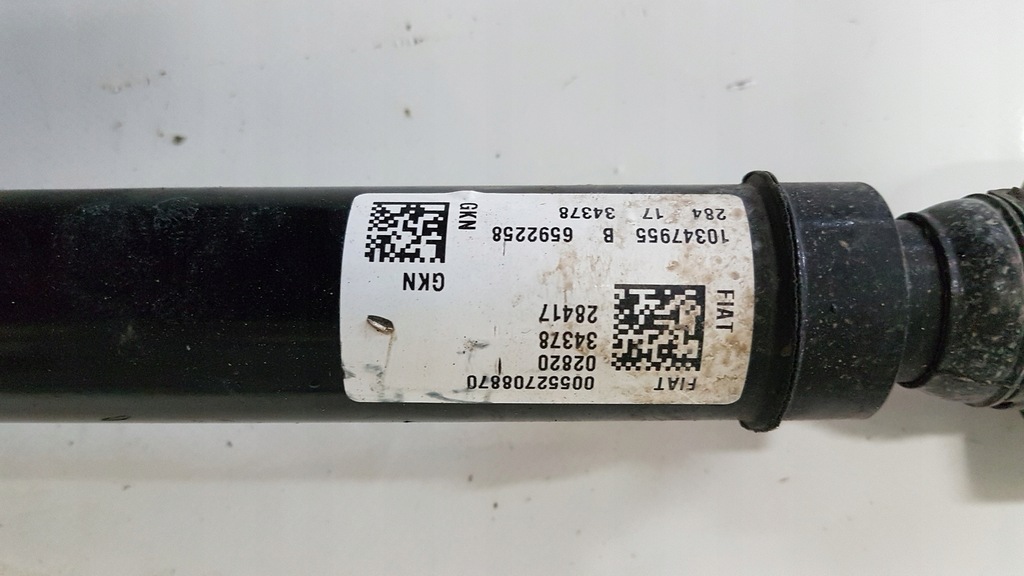 FIAT 00552708870
02820
34378
28417
FIAT
GKN
10347955 B 6592258
284 17 34378
GKN